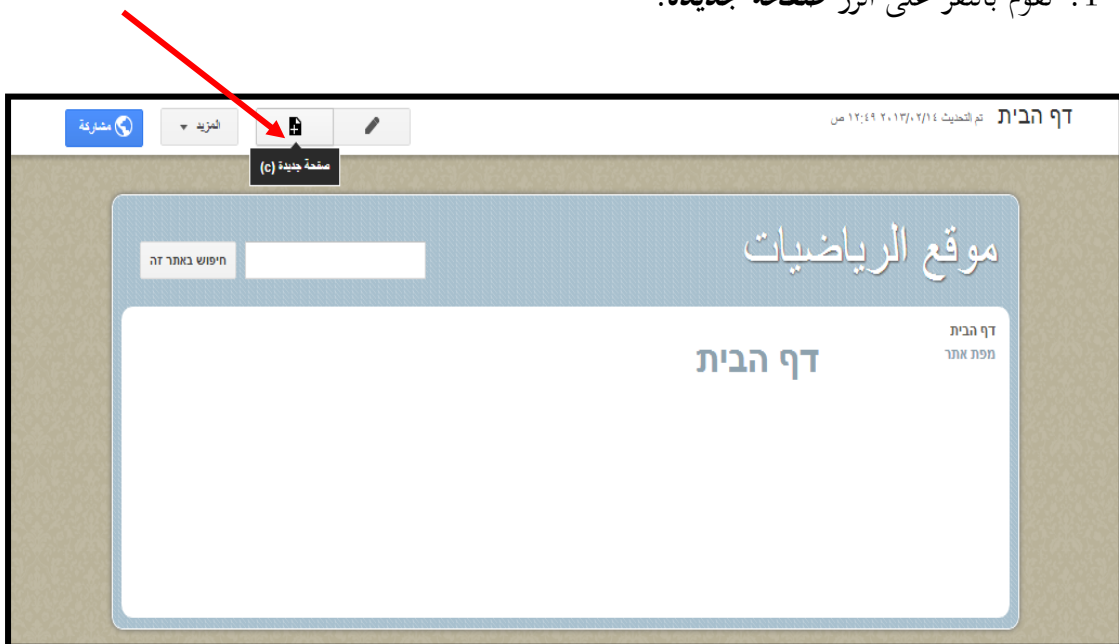 1. نقوم بالنقر على الزر صفحة جديدة.
דף הבית تم التحديث ٢٠١٣/٠٢/١٤ ١٢:٤٩ ص
المزيد
مشاركة
صفحة جديدة (c)
موقع الرياضيات
חיפוש באתר זה
דף הבית
מפת אתר
דף הבית